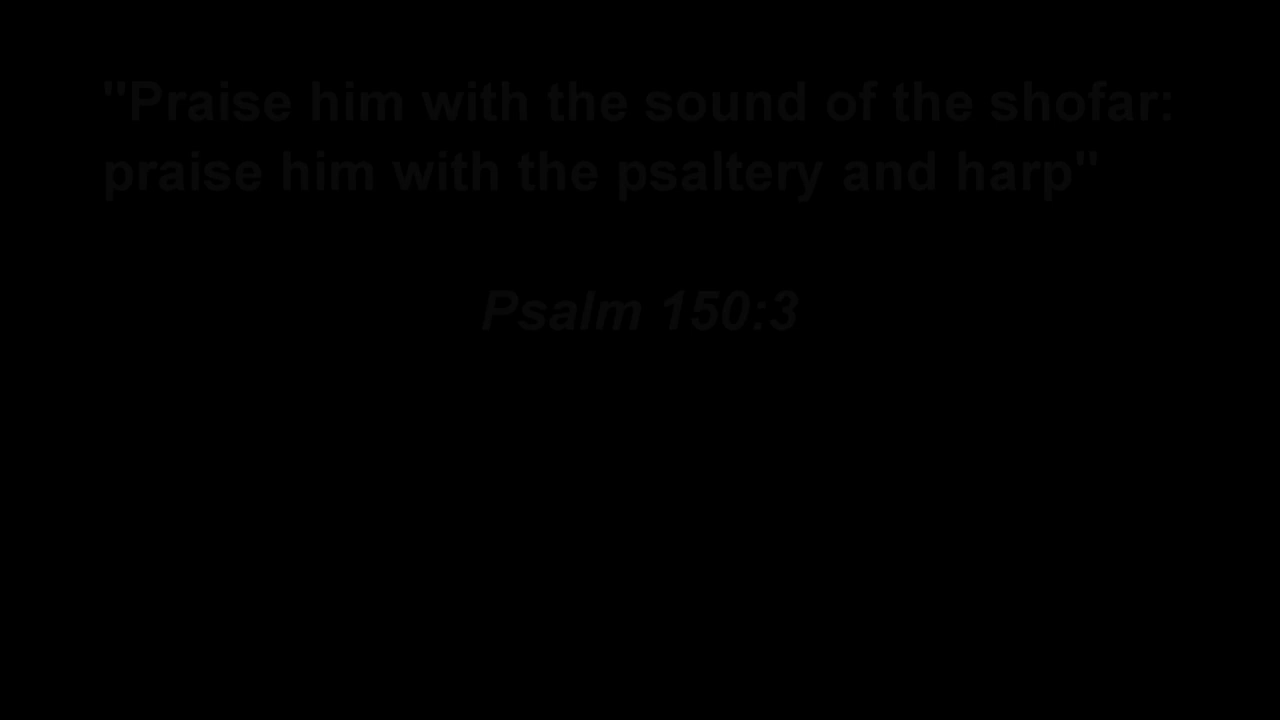 "Praise him with the sound of the shofar:
praise him with the psaltery and harp"
Psalm 150:3